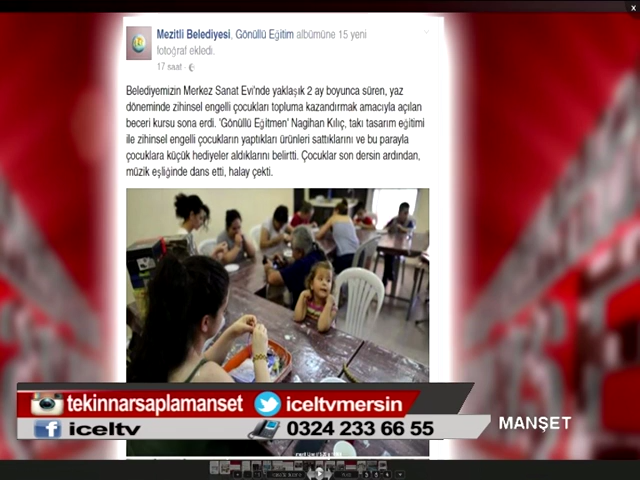 Mezitli Belediyesi, Gönüllü Eğitim albümüne 15 yeni
fotoğraf ekledi.
17 saat ·
Belediyemizin Merkez Sanat Evi'nde yaklaşık 2 ay boyunca süren, yaz
döneminde zihinsel engelli çocukları topluma kazandırmak amacıyla açılan
beceri kursu sona erdi. 'Gönüllü Eğitmen' Nagihan Kılıç, takı tasarım eğitimi
ile zihinsel engelli çocukların yaptıkları ürünleri sattıklarını ve bu parayla
çocuklara küçük hediyeler aldıklarını belirtti. Çocuklar son dersin ardından,
müzik eşliğinde dans etti, halay çekti.
tekinnarsaplamanset iceltvmersin
iceltv 0324 233 66 55
MANŞET